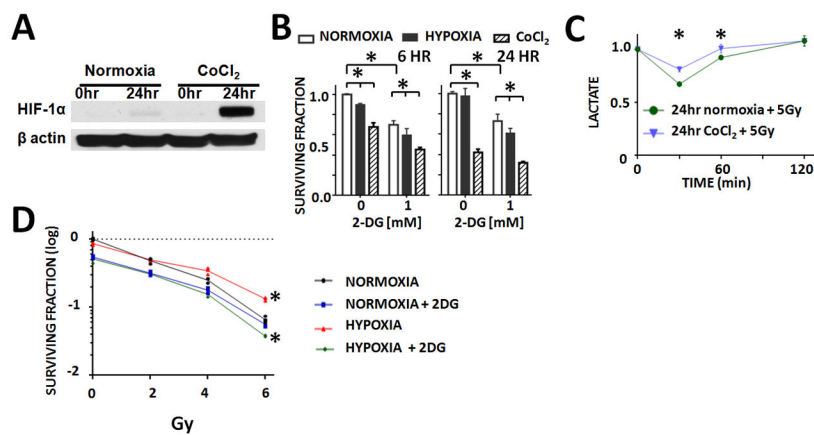 A
Normoxia CoCl₂
0hr 24hr 0hr 24hr
HIF-1α
β actin
B
NORMOXIA HYPOXIA CoCl₂
* 6 HR * 24 HR
* * * *
SURVIVING FRACTION
1.0
0.5
0.0
0 1 0 1
2-DG [mM] 2-DG [mM]
C
* *
LACTATE
1.0
0.5
0
24hr normoxia + 5Gy
24hr CoCl₂ + 5Gy
0 30 60 120
TIME (min)
D
SURVIVING FRACTION (log)
0
-1
-2
*
*
0 2 4 6
Gy
NORMOXIA
NORMOXIA + 2DG
HYPOXIA
HYPOXIA + 2DG